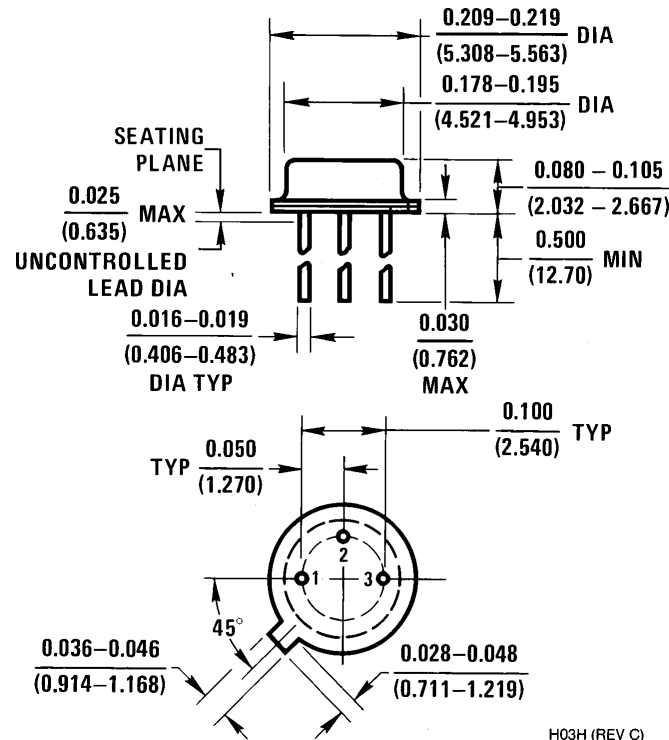 0.209–0.219 DIA
(5.308–5.563)
0.178–0.195 DIA
(4.521–4.953)
SEATING
PLANE
0.080 – 0.105
(2.032 – 2.667)
0.025 MAX
(0.635)
0.500 MIN
(12.70)
UNCONTROLLED
LEAD DIA
0.016–0.019
(0.406–0.483)
DIA TYP
0.030
(0.762)
MAX
0.100 TYP
(2.540)
TYP 0.050
(1.270)
2
1
3
45°
0.036–0.046
(0.914–1.168)
0.028–0.048
(0.711–1.219)
H03H (REV C)